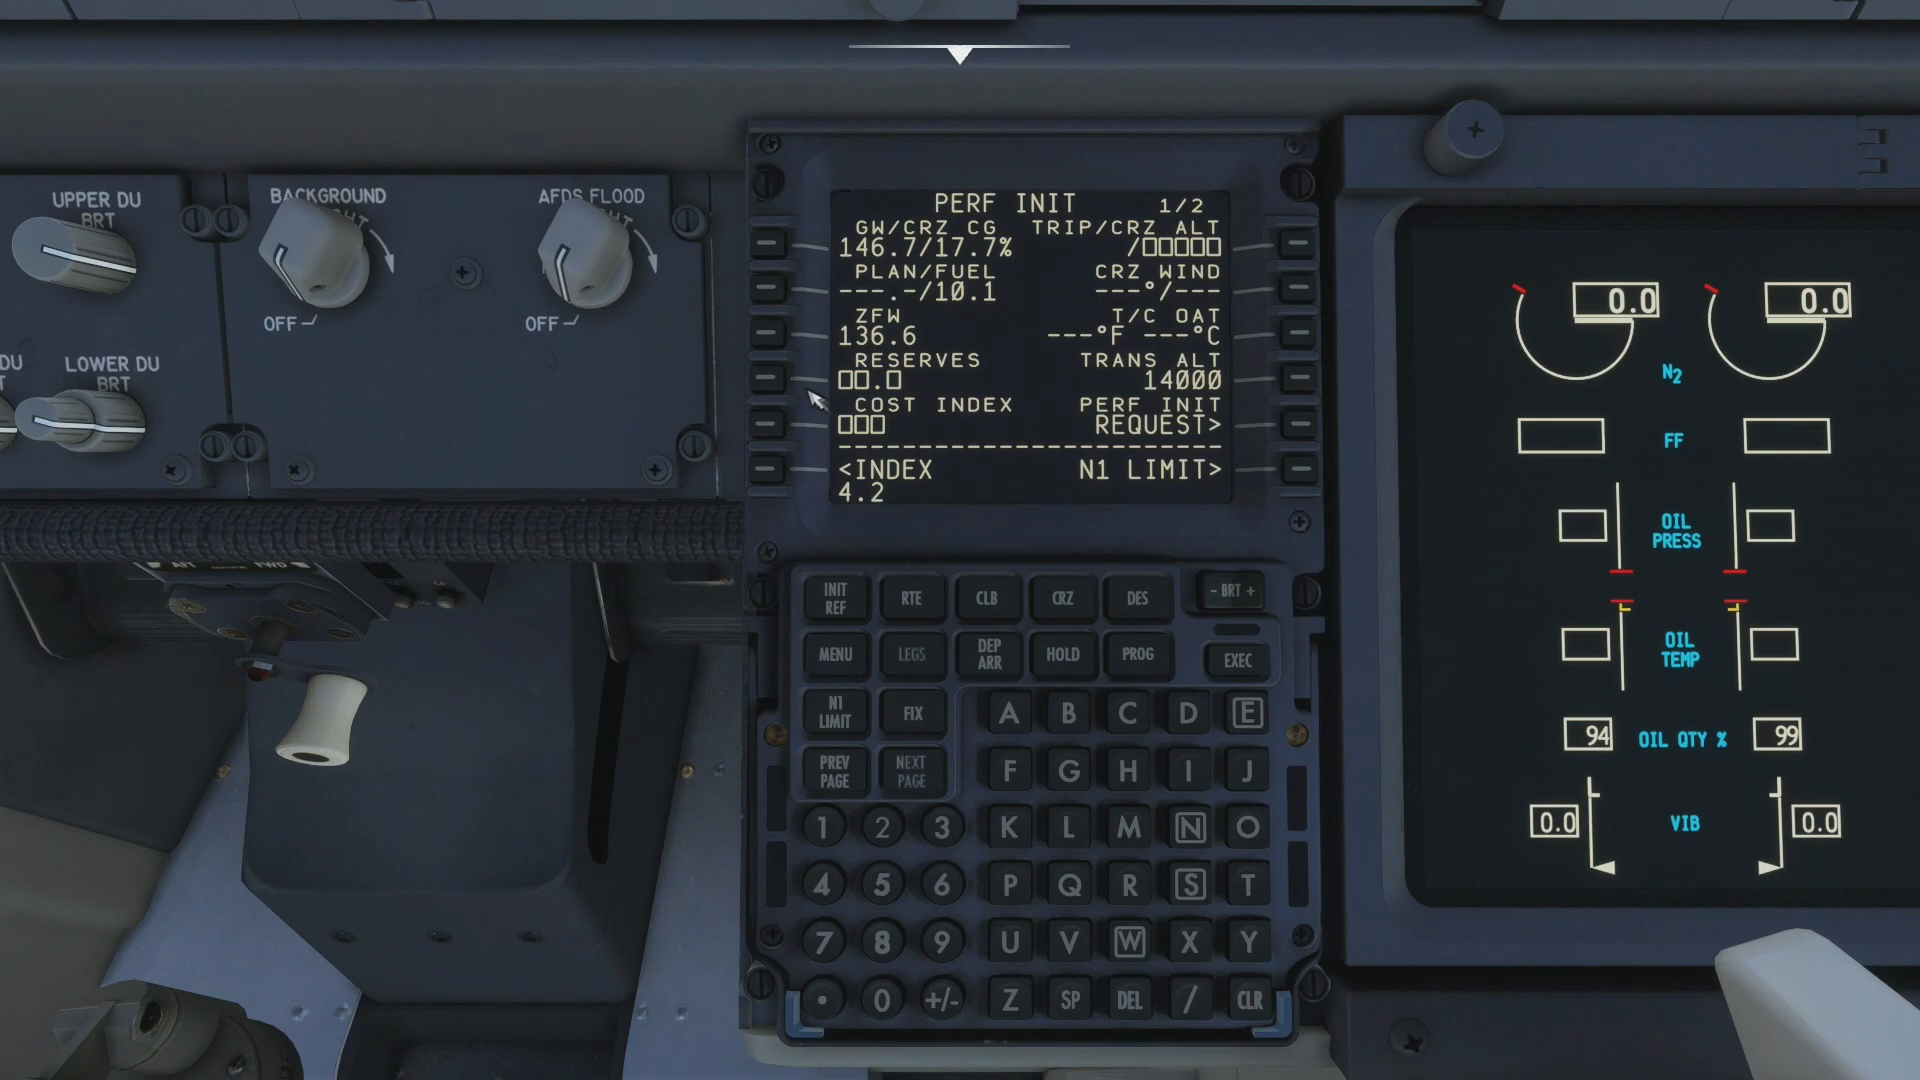 UPPER DU
BRT
BACKGROUND
OFF
AFDS FLOOD
OFF
DU
LOWER DU
BRT
FWD
PERF INIT 1/2
GW/CRZ CG TRIP/CRZ ALT
146.7/17.7% /□□□□□
PLAN/FUEL CRZ WIND
---.-/10.1 ---°/---
ZFW T/C OAT
136.6 ---°F ---°C
RESERVES TRANS ALT
□□.□ 14000
COST INDEX PERF INIT
□□□ REQUEST>
------------------------
<INDEX N1 LIMIT>
4.2
INIT REF
RTE
CLB
CRZ
DES
- BRT +
MENU
LEGS
DEP ARR
HOLD
PROG
EXEC
N1 LIMIT
FIX
A B C D E
PREV PAGE
NEXT PAGE
F G H I J
1 2 3 K L M N O
4 5 6 P Q R S T
7 8 9 U V W X Y
. 0 +/- Z SP DEL / CLR
0.0 0.0
N2
FF
OIL
PRESS
OIL
TEMP
94 OIL QTY % 99
0.0 VIB 0.0